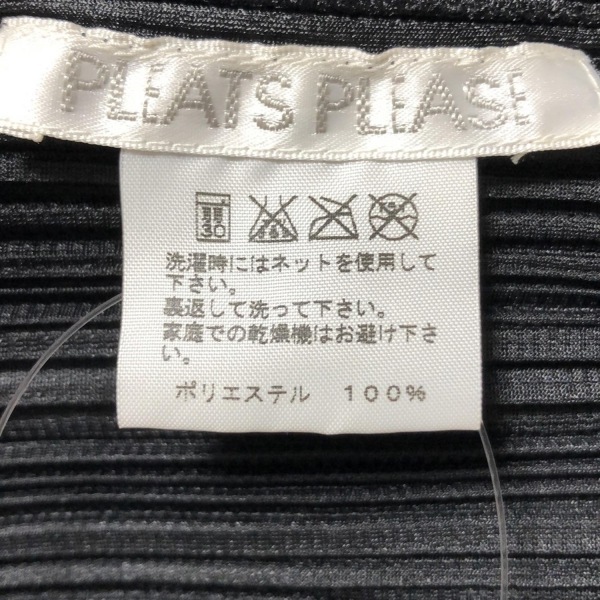 PLEATS PLEASE
弱
30
洗濯時にはネットを使用して
下さい。
裏返して洗って下さい。
家庭での乾燥機はお避け下さ
い。
ポリエステル 100%